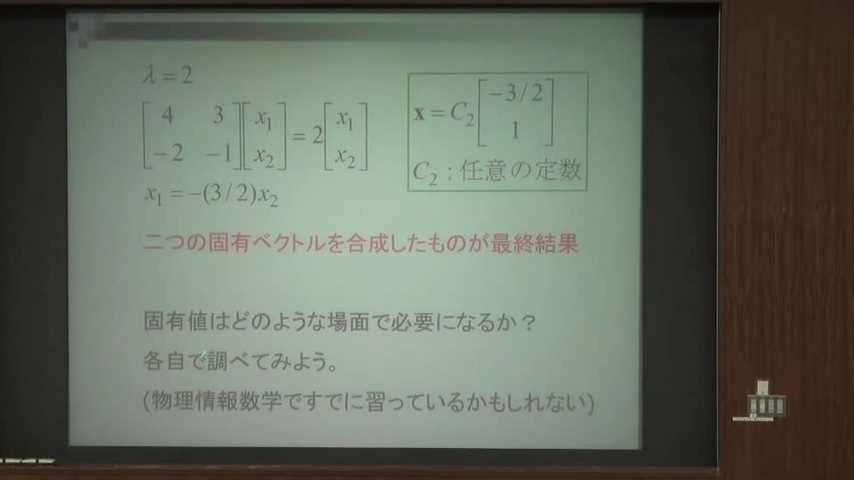 λ = 2
[4 3; -2 -1] [x1; x2] = 2 [x1; x2]
x1 = -(3/2)x2
x = C2 [-3/2; 1]
C2 : 任意の定数
二つの固有ベクトルを合成したものが最終結果
固有値はどのような場面で必要になるか？
各自で調べてみよう。
(物理情報数学ですでに習っているかもしれない)